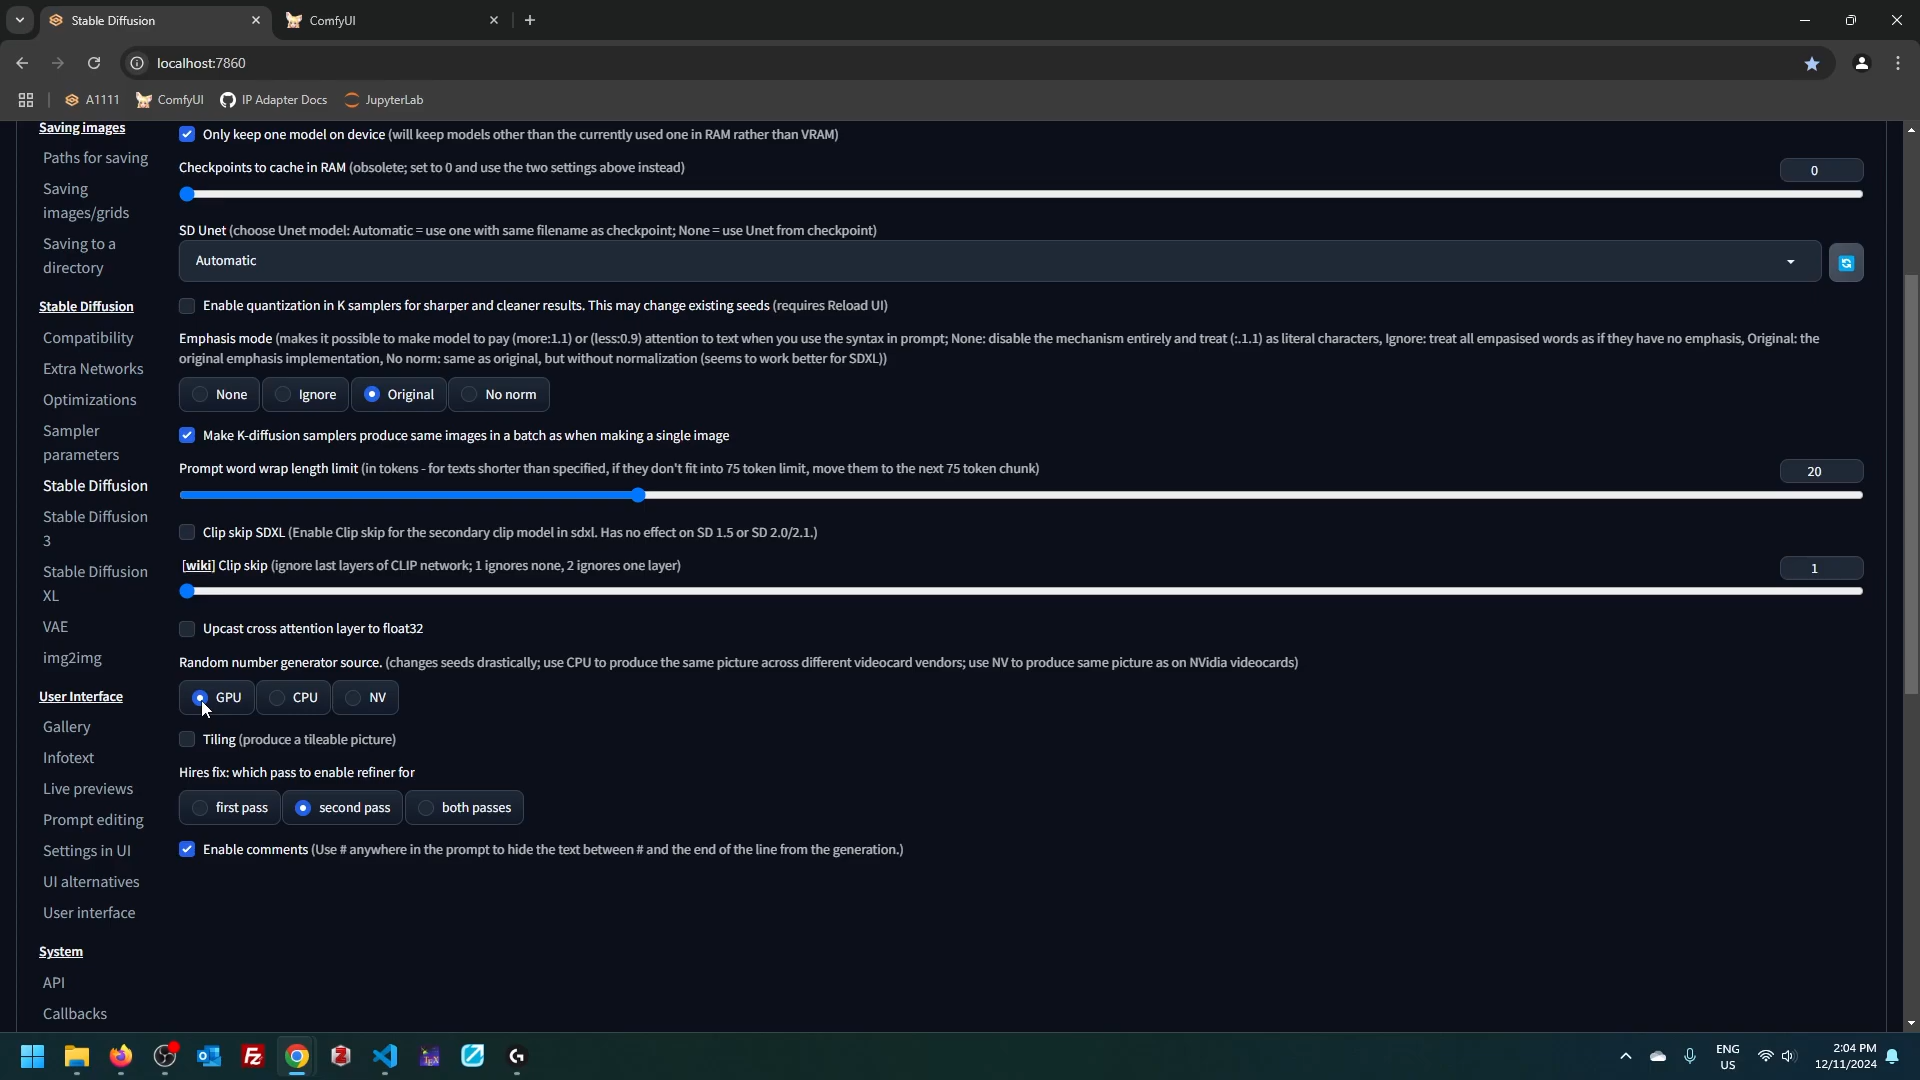 Stable Diffusion
ComfyUI
localhost:7860
A1111
ComfyUI
IP Adapter Docs
JupyterLab
Saving images
Paths for saving
Saving
images/grids
Saving to a
directory
Stable Diffusion
Compatibility
Extra Networks
Optimizations
Sampler
parameters
Stable Diffusion
Stable Diffusion
3
Stable Diffusion
XL
VAE
img2img
User Interface
Gallery
Infotext
Live previews
Prompt editing
Settings in UI
UI alternatives
User interface
System
API
Callbacks
Only keep one model on device (will keep models other than the currently used one in RAM rather than VRAM)
Checkpoints to cache in RAM (obsolete; set to 0 and use the two settings above instead)
0
SD Unet (choose Unet model: Automatic = use one with same filename as checkpoint; None = use Unet from checkpoint)
Automatic
Enable quantization in K samplers for sharper and cleaner results. This may change existing seeds (requires Reload UI)
Emphasis mode (makes it possible to make model to pay (more:1.1) or (less:0.9) attention to text when you use the syntax in prompt; None: disable the mechanism entirely and treat (:.1.1) as literal characters, Ignore: treat all empasised words as if they have no emphasis, Original: the
original emphasis implementation, No norm: same as original, but without normalization (seems to work better for SDXL))
None
Ignore
Original
No norm
Make K-diffusion samplers produce same images in a batch as when making a single image
Prompt word wrap length limit (in tokens - for texts shorter than specified, if they don't fit into 75 token limit, move them to the next 75 token chunk)
20
Clip skip SDXL (Enable Clip skip for the secondary clip model in sdxl. Has no effect on SD 1.5 or SD 2.0/2.1.)
[wiki] Clip skip (ignore last layers of CLIP network; 1 ignores none, 2 ignores one layer)
1
Upcast cross attention layer to float32
Random number generator source. (changes seeds drastically; use CPU to produce the same picture across different videocard vendors; use NV to produce same picture as on NVidia videocards)
GPU
CPU
NV
Tiling (produce a tileable picture)
Hires fix: which pass to enable refiner for
first pass
second pass
both passes
Enable comments (Use # anywhere in the prompt to hide the text between # and the end of the line from the generation.)
ENG
US
2:04 PM
12/11/2024